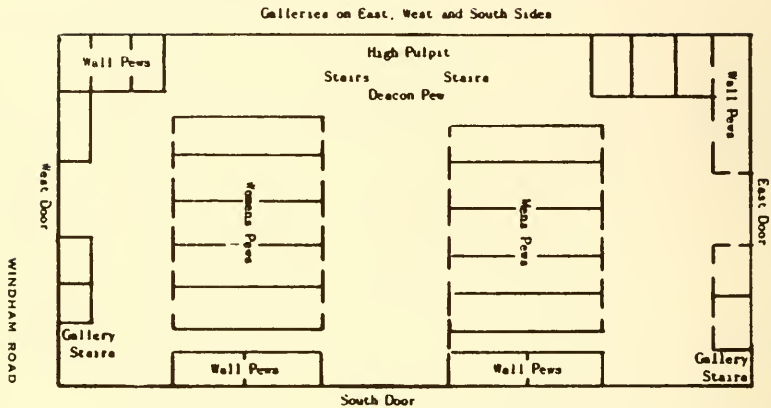 Galleries on East, West and South Sides
High Pulpit
Wall Pews
Stairs
Stairs
Deacon Pew
Wall Pews
West Door
Womens Pews
Mens Pews
East Door
WINDHAM ROAD
Gallery
Stairs
Wall Pews
Wall Pews
Gallery
Stairs
South Door